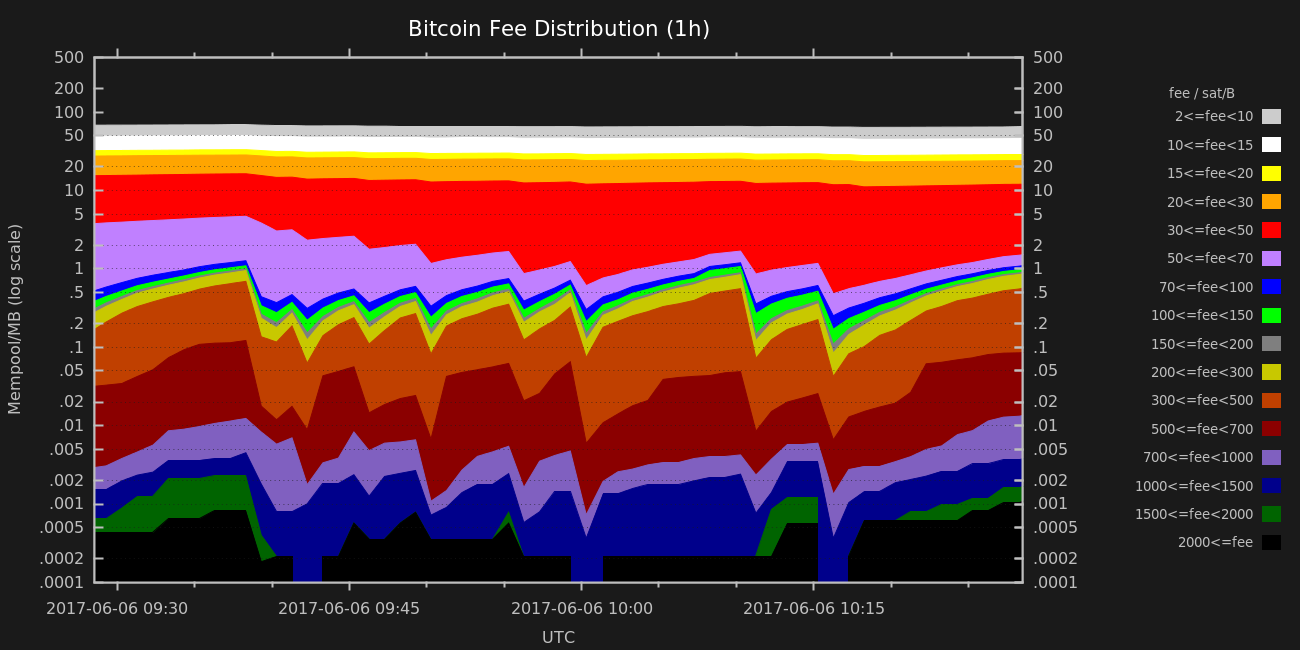 Bitcoin Fee Distribution (1h)
500
200
100
50
20
10
5
2
1
.5
.2
.1
.05
.02
.01
.005
.002
.001
.0005
.0002
.0001
Mempool/MB (log scale)
500
200
100
50
20
10
5
2
1
.5
.2
.1
.05
.02
.01
.005
.002
.001
.0005
.0002
.0001
2017-06-06 09:30
2017-06-06 09:45
2017-06-06 10:00
2017-06-06 10:15
UTC
fee / sat/B
2<=fee<10
10<=fee<15
15<=fee<20
20<=fee<30
30<=fee<50
50<=fee<70
70<=fee<100
100<=fee<150
150<=fee<200
200<=fee<300
300<=fee<500
500<=fee<700
700<=fee<1000
1000<=fee<1500
1500<=fee<2000
2000<=fee